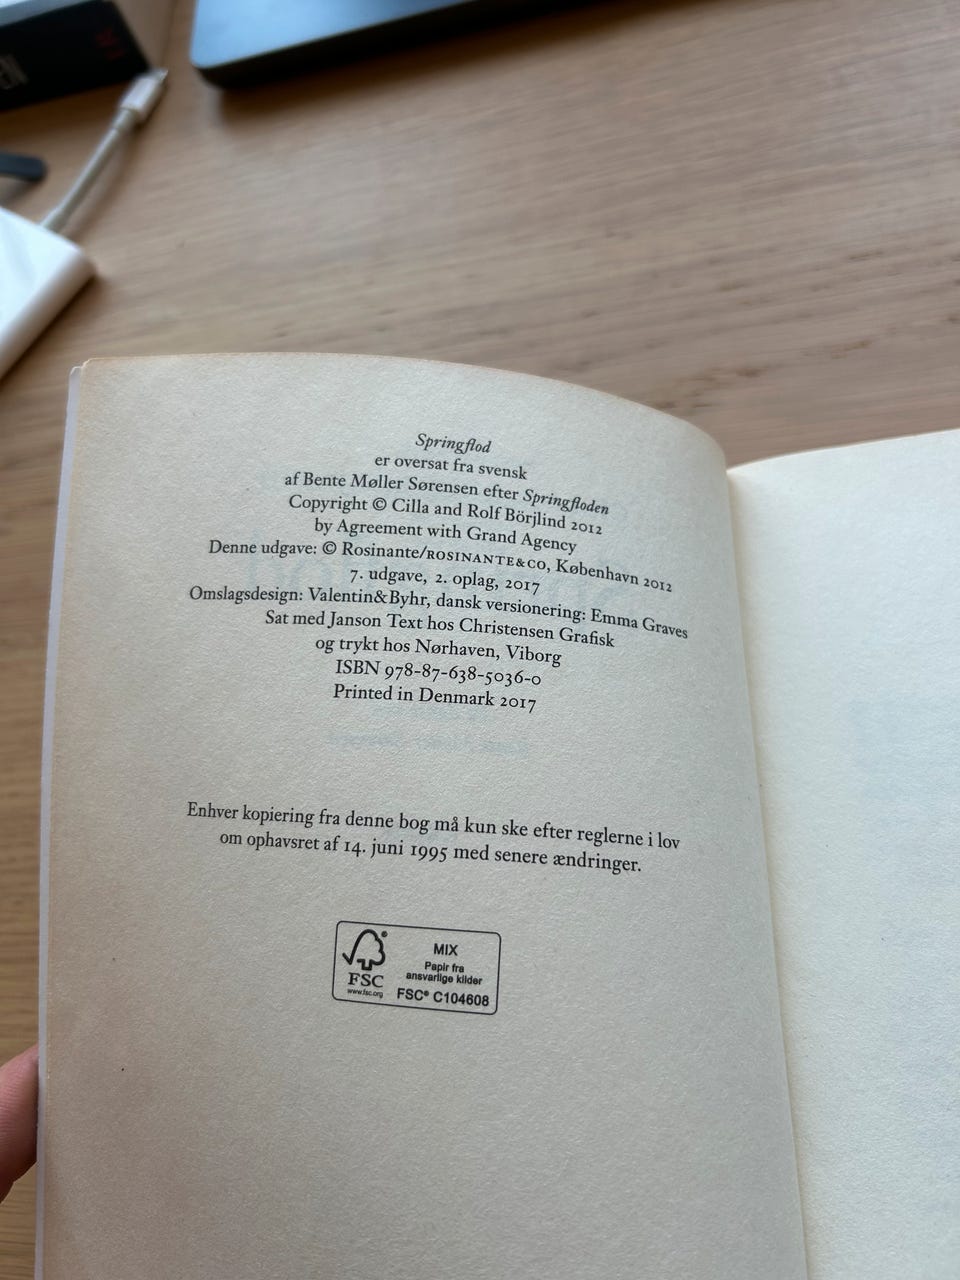 Springflod
er oversat fra svensk
af Bente Møller Sørensen efter Springfloden
Copyright © Cilla and Rolf Börjlind 2012
by Agreement with Grand Agency
Denne udgave: © Rosinante/ROSINANTE&CO, København 2012
7. udgave, 2. oplag, 2017
Omslagsdesign: Valentin&Byhr, dansk versionering: Emma Graves
Sat med Janson Text hos Christensen Grafisk
og trykt hos Nørhaven, Viborg
ISBN 978-87-638-5036-0
Printed in Denmark 2017
Enhver kopiering fra denne bog må kun ske efter reglerne i lov
om ophavsret af 14. juni 1995 med senere ændringer.
FSC®
www.fsc.org
MIX
Papir fra
ansvarlige kilder
FSC® C104608